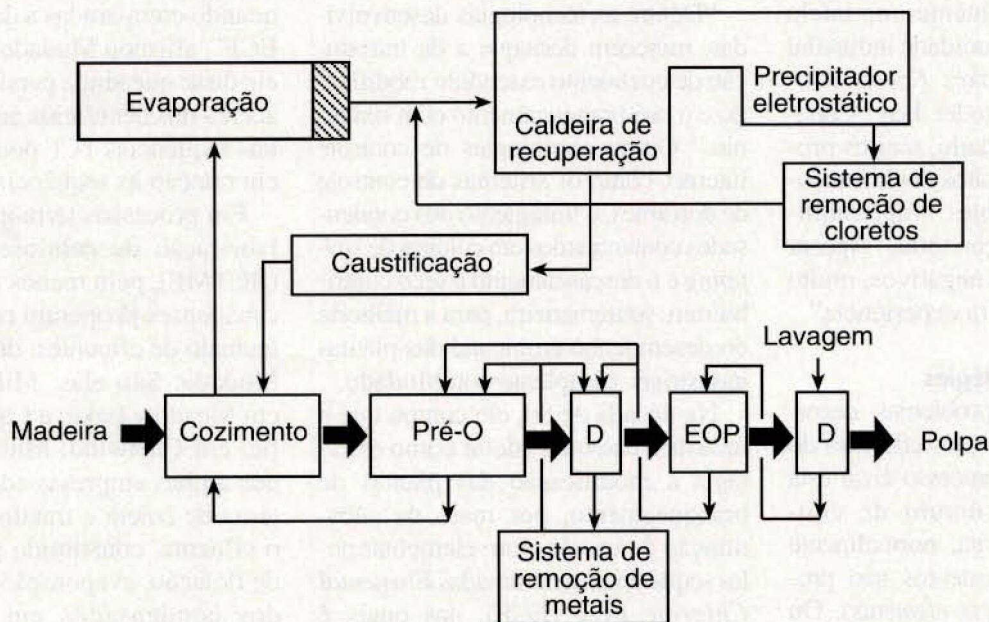 Evaporação
Precipitador
eletrostático
Caldeira de
recuperação
Sistema de
remoção de
cloretos
Caustificação
Lavagem
Madeira
Cozimento
Pré-O
D
EOP
D
Polpa
Sistema de
remoção de
metais